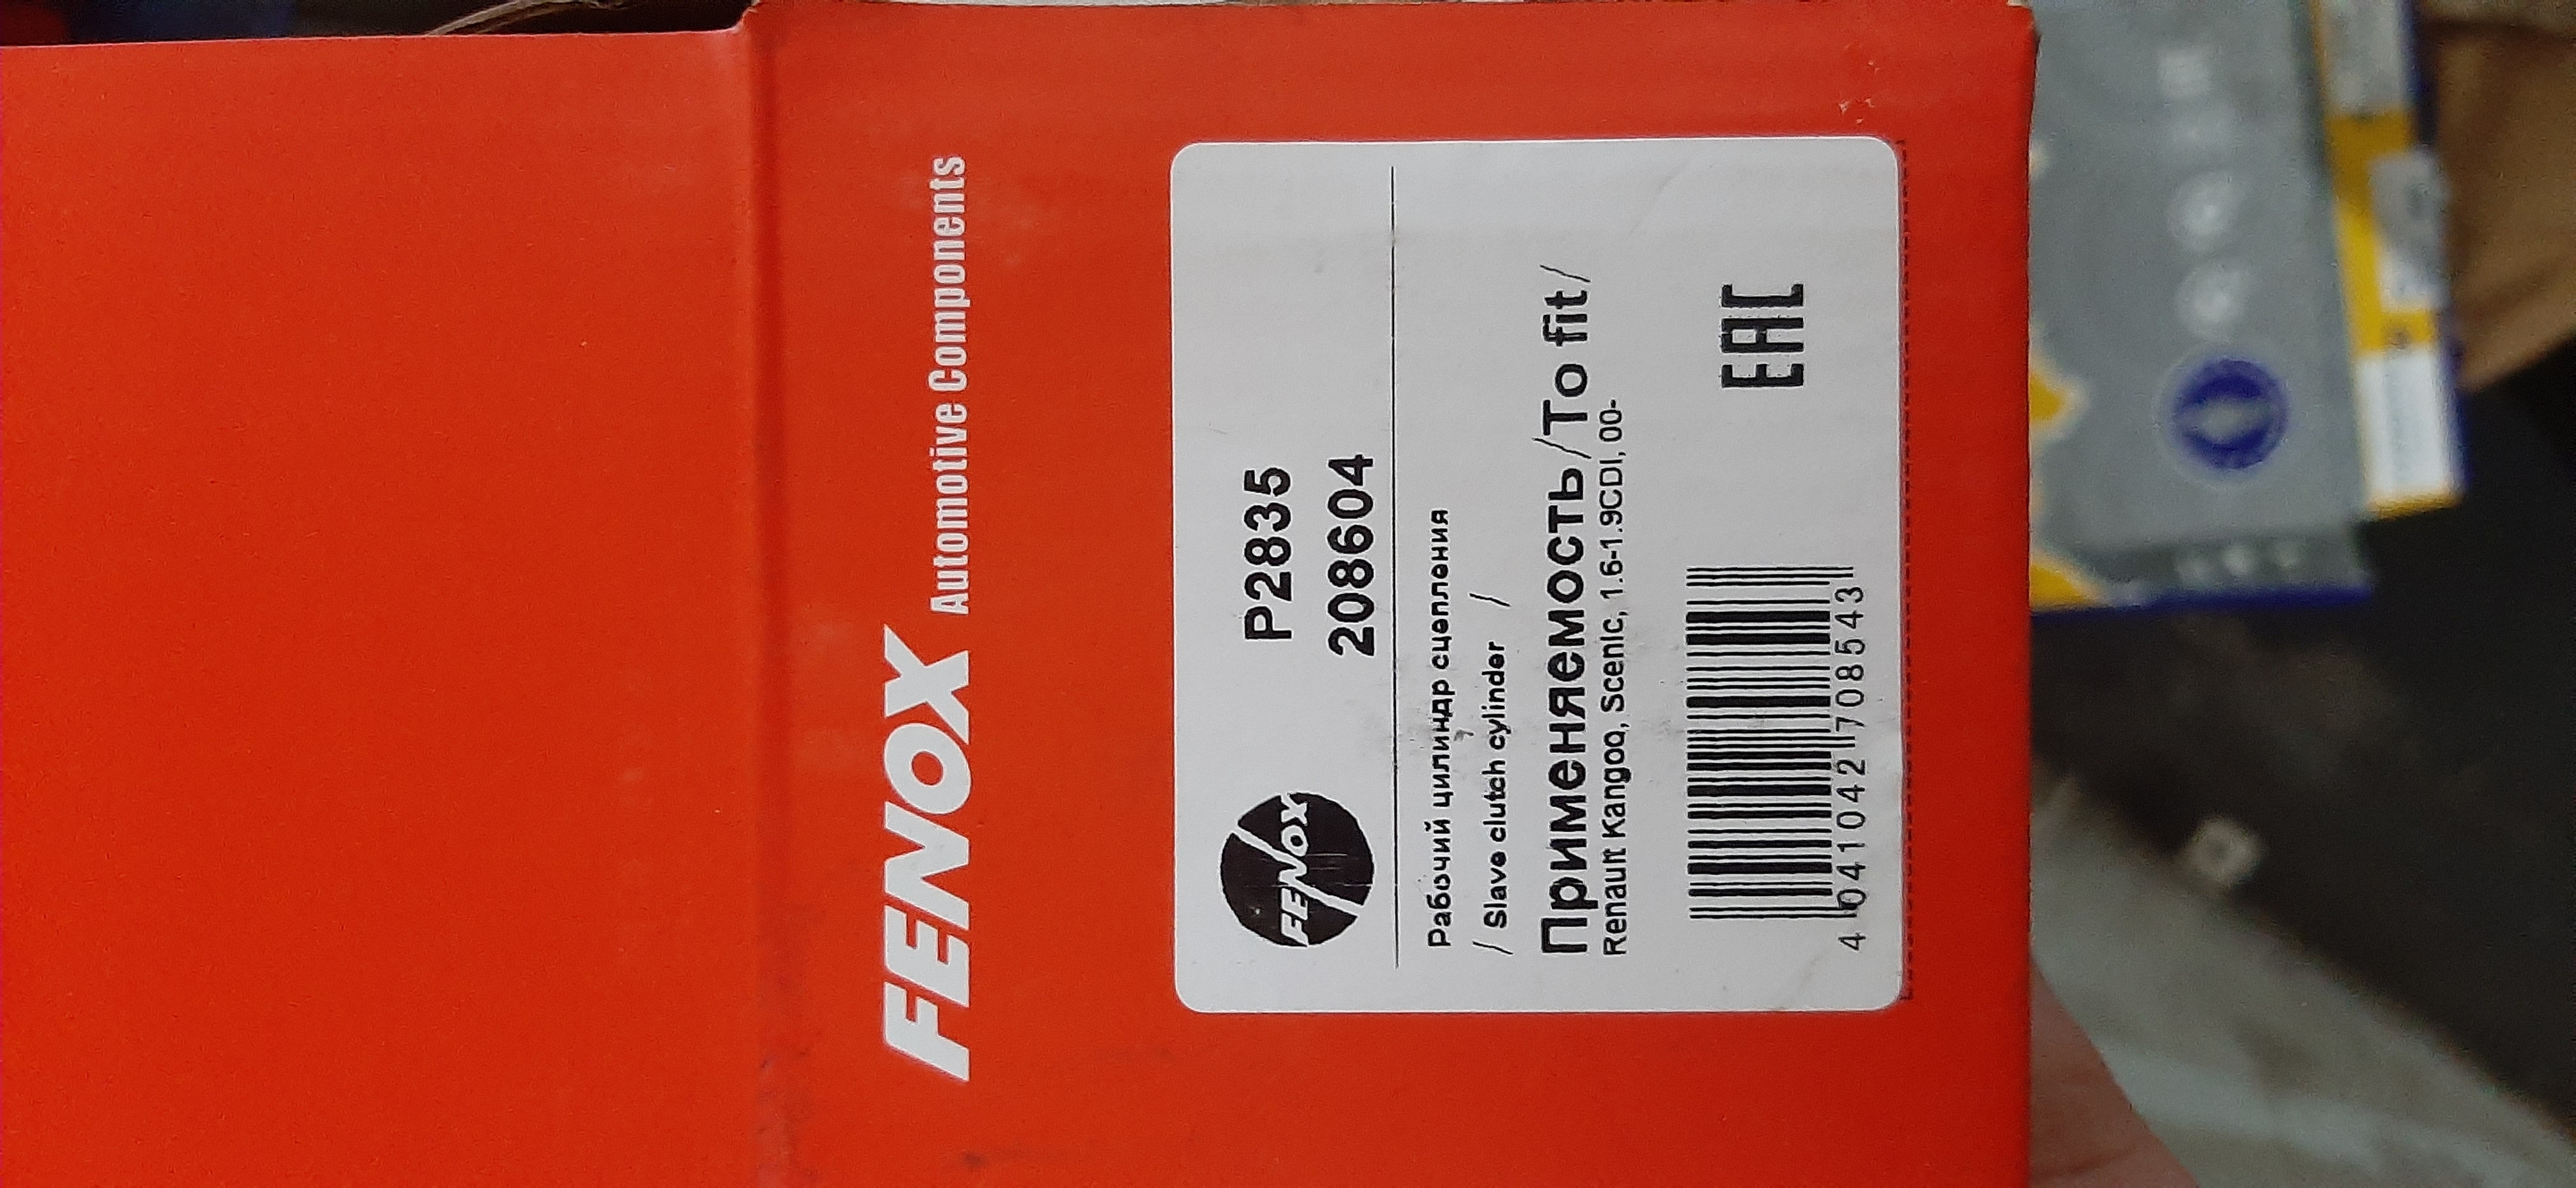 FENOX Automotive Components
FENOX
P2835
208604
Рабочий цилиндр сцепления
/ Slave clutch cylinder /
Применяемость/To fit/
Renault Kangoo, Scenic, 1.6-1.9CDI, 00-
4 041042 708543
EAC